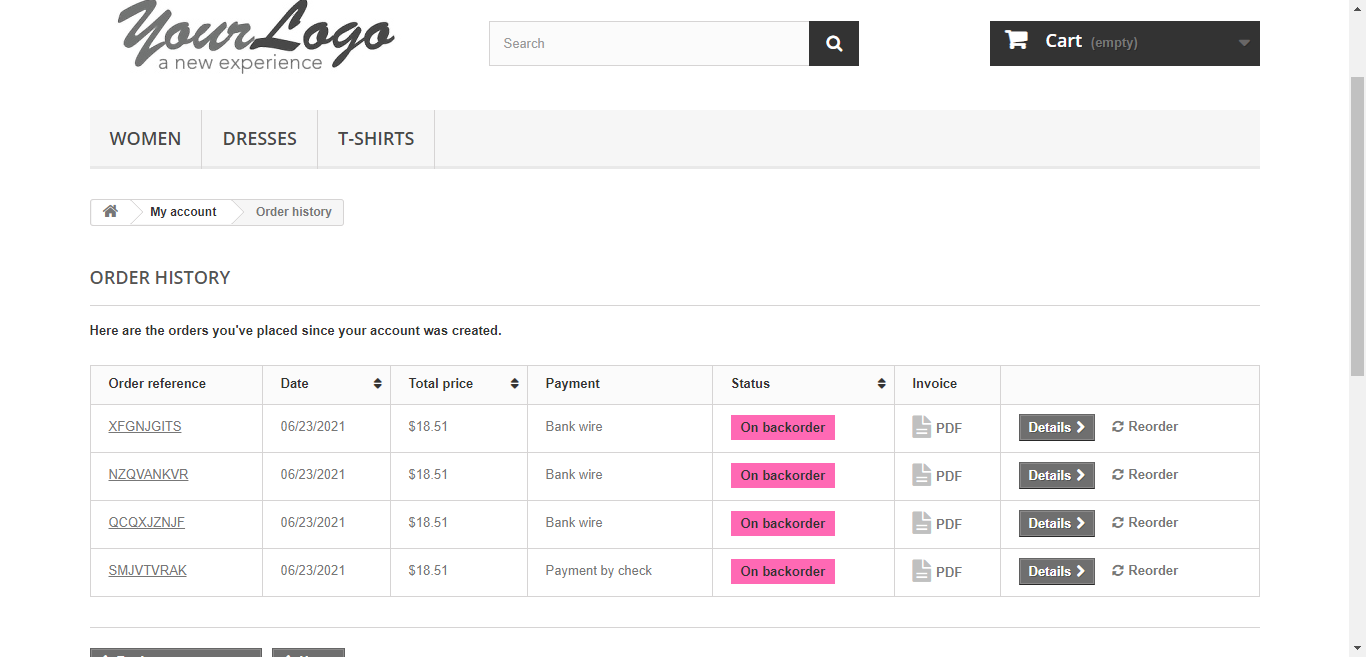 YourLogo
a new experience
Search
Cart (empty)
WOMEN DRESSES T-SHIRTS
My account Order history
ORDER HISTORY
Here are the orders you've placed since your account was created.
Order reference Date Total price Payment Status Invoice
XFGNJGITS 06/23/2021 $18.51 Bank wire On backorder PDF Details Reorder
NZQVANKVR 06/23/2021 $18.51 Bank wire On backorder PDF Details Reorder
QCQXJZNJF 06/23/2021 $18.51 Bank wire On backorder PDF Details Reorder
SMJVTVRAK 06/23/2021 $18.51 Payment by check On backorder PDF Details Reorder